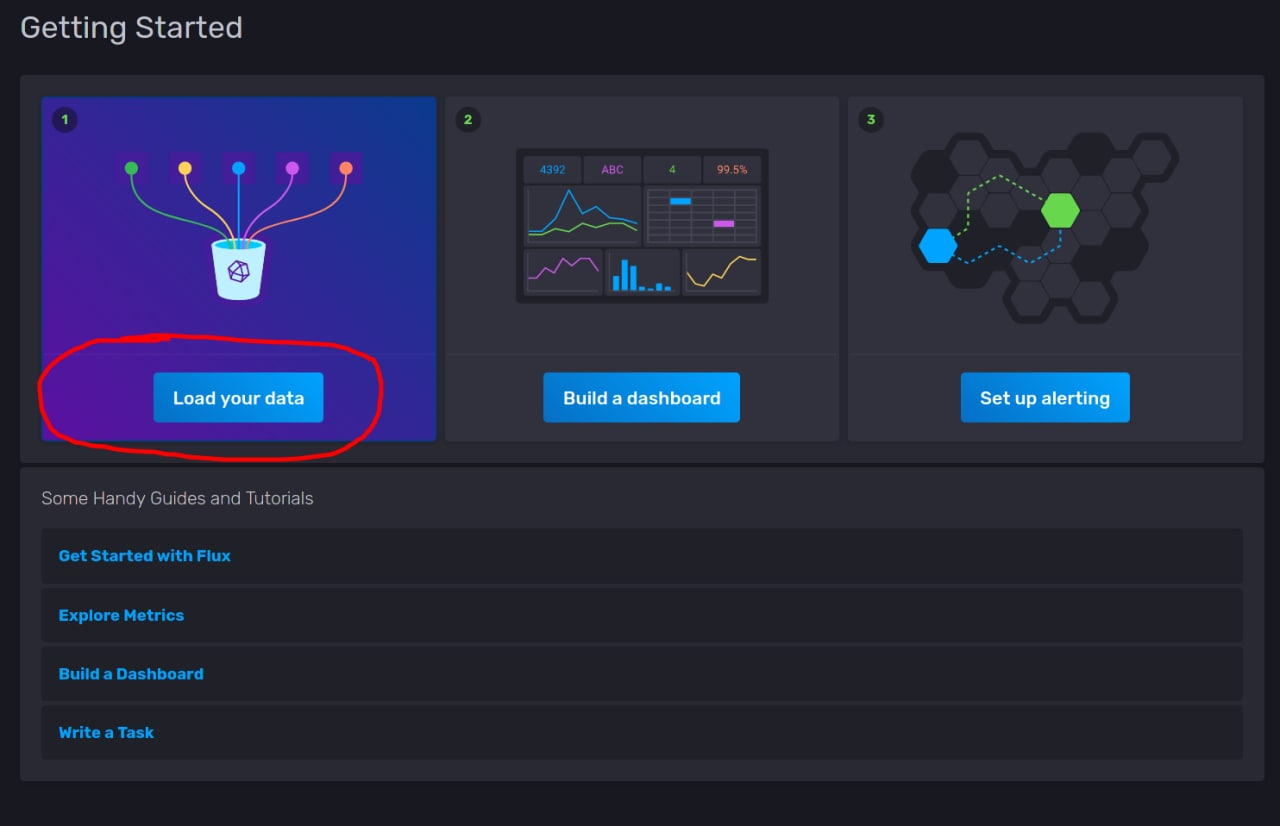 Getting Started
1
2
3
4392 ABC 4 99.5%
Load your data
Build a dashboard
Set up alerting
Some Handy Guides and Tutorials
Get Started with Flux
Explore Metrics
Build a Dashboard
Write a Task